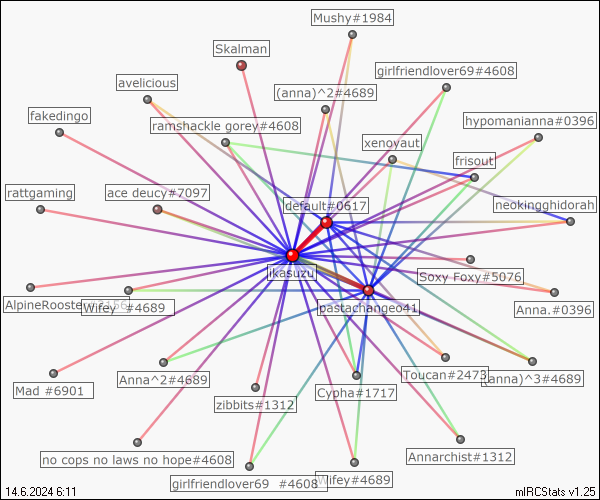 Mushy#1984
Skalman
girlfriendlover69#4608
avelicious
(anna)^2#4689
fakedingo
ramshackle gorey#4608
hypomanianna#0396
xenoyaut
frisout
rattgaming
ace deucy#7097
default#0617
neokingghidorah
ikasuzu
Soxy Foxy#5076
AlpineRooster
Wifey #4689
pastachangeo41
Anna.#0396
Mad #6901
Anna^2#4689
Cypha#1717
Toucan#2473
(anna)^3#4689
zibbits#1312
no cops no laws no hope#4608
Annarchist#1312
girlfriendlover69 #4608
Wifey#4689
14.6.2024 6:11
mIRCStats v1.25